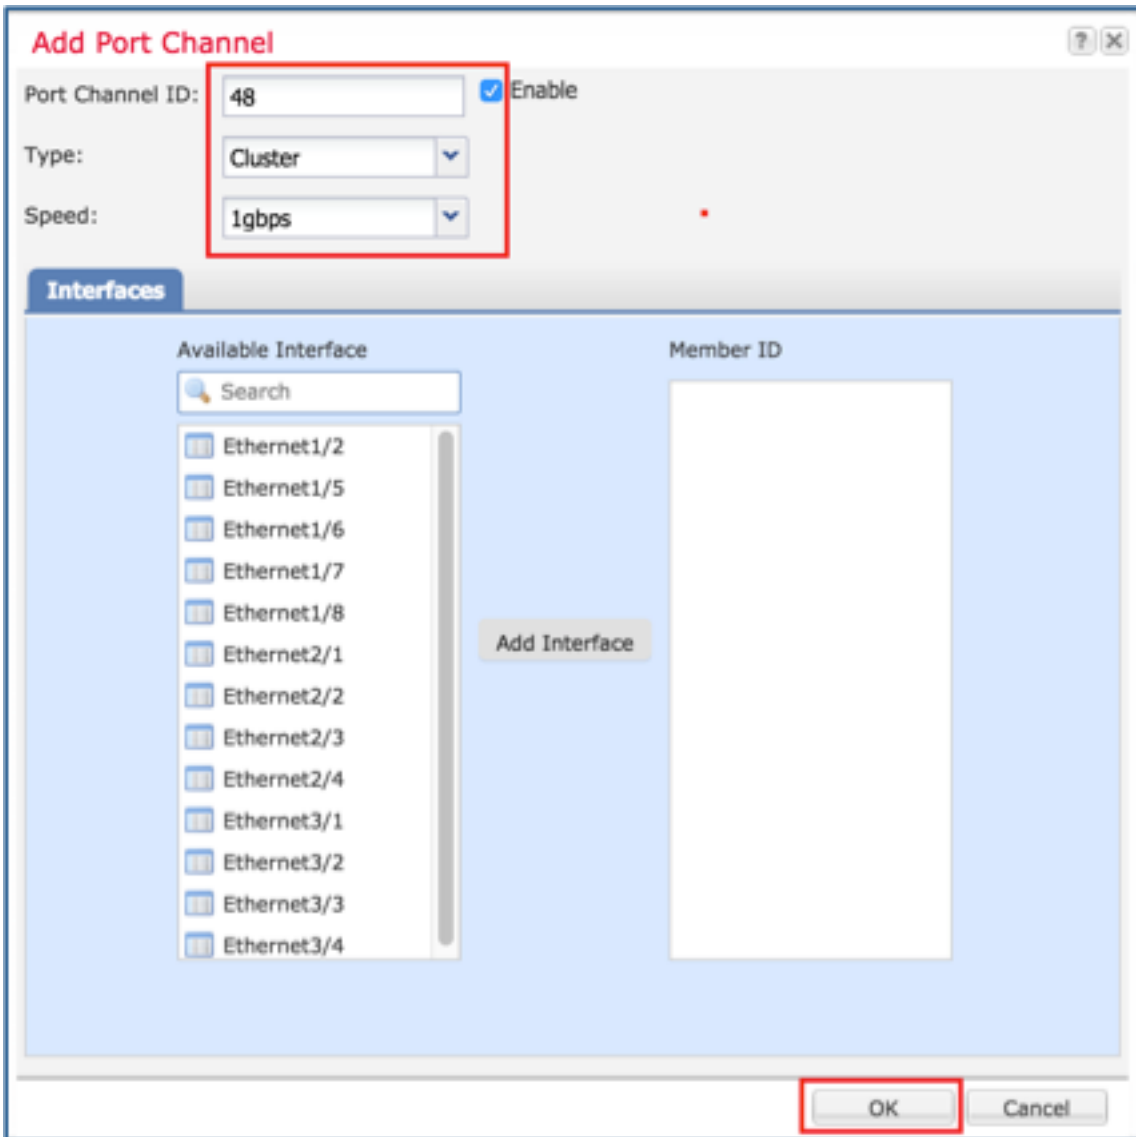 Add Port Channel
Port Channel ID: 48 Enable
Type: Cluster
Speed: 1gbps
Interfaces
Available Interface Member ID
Search
Ethernet1/2
Ethernet1/5
Ethernet1/6
Ethernet1/7
Ethernet1/8
Ethernet2/1
Add Interface
Ethernet2/2
Ethernet2/3
Ethernet2/4
Ethernet3/1
Ethernet3/2
Ethernet3/3
Ethernet3/4
OK Cancel